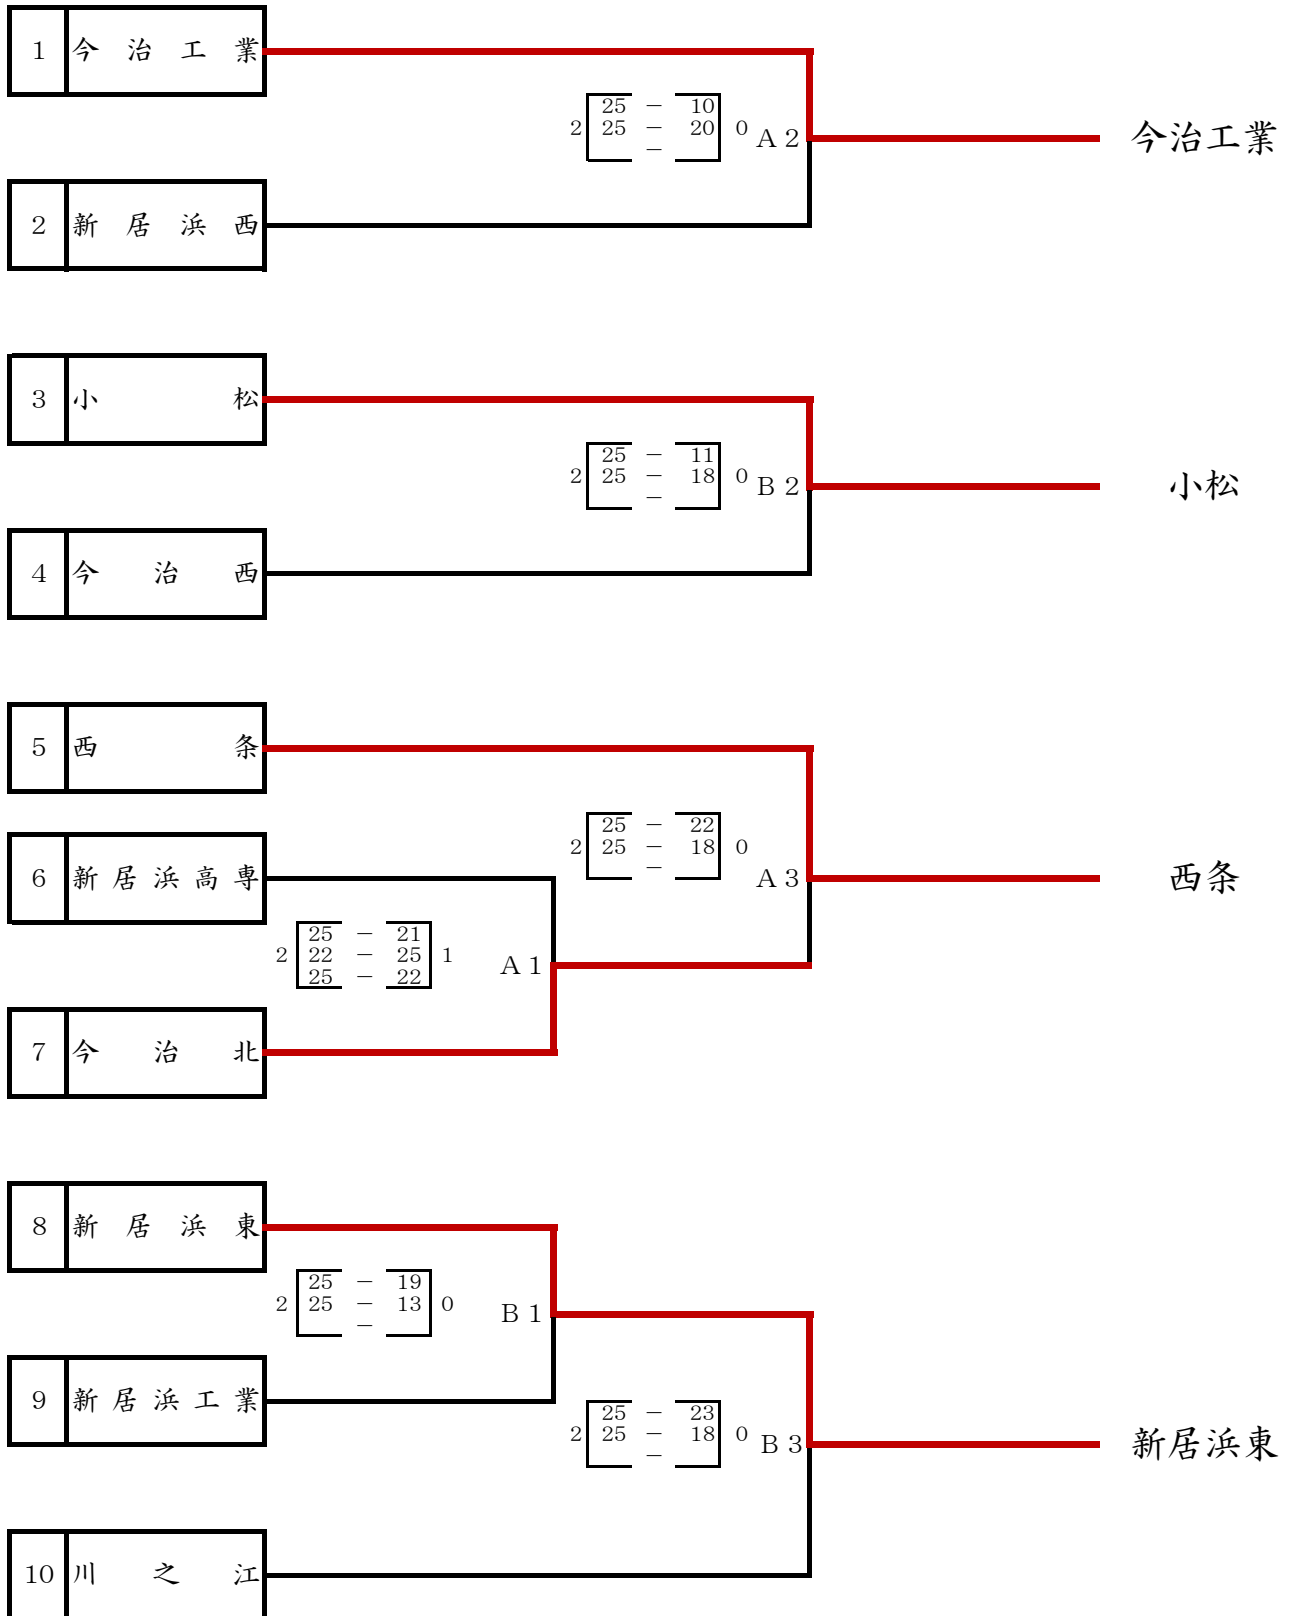 1 今治工業
25 － 10
2 25 － 20 0 A 2
－
今治工業
2 新居浜西
3 小松
25 － 11
2 25 － 18 0 B 2
－
小松
4 今治西
5 西条
25 － 22
2 25 － 18 0
－
A 3
西条
6 新居浜高専
25 － 21
2 22 － 25 1
25 － 22
A 1
7 今治北
8 新居浜東
25 － 19
2 25 － 13 0
－
B 1
9 新居浜工業
25 － 23
2 25 － 18 0
－
B 3
新居浜東
10 川之江